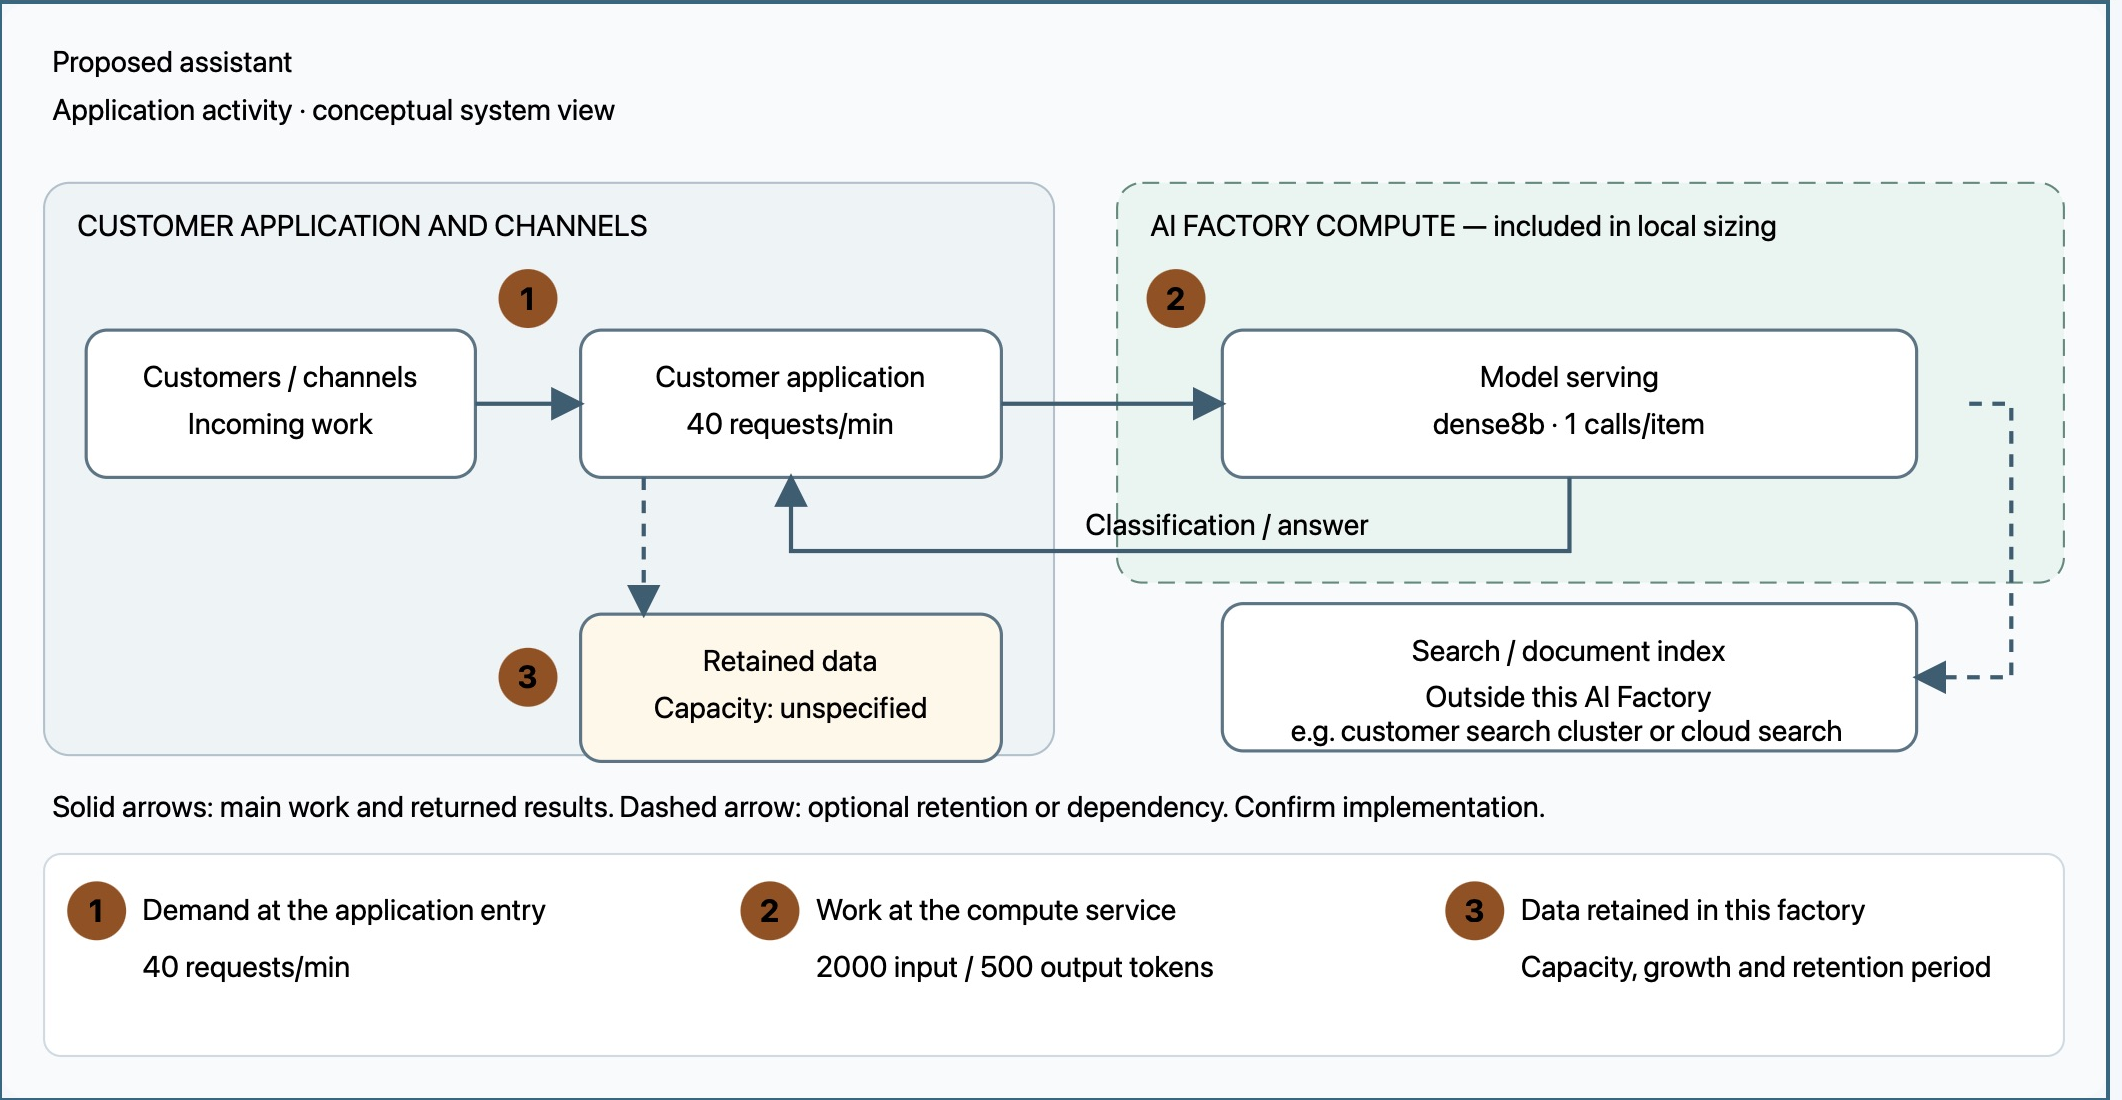 Proposed assistant
Application activity · conceptual system view
CUSTOMER APPLICATION AND CHANNELS
1
Customers / channels
Incoming work
Customer application
40 requests/min
AI FACTORY COMPUTE — included in local sizing
2
Model serving
dense8b · 1 calls/item
Classification / answer
3
Retained data
Capacity: unspecified
Search / document index
Outside this AI Factory
e.g. customer search cluster or cloud search
Solid arrows: main work and returned results. Dashed arrow: optional retention or dependency. Confirm implementation.
1
Demand at the application entry
40 requests/min
2
Work at the compute service
2000 input / 500 output tokens
3
Data retained in this factory
Capacity, growth and retention period